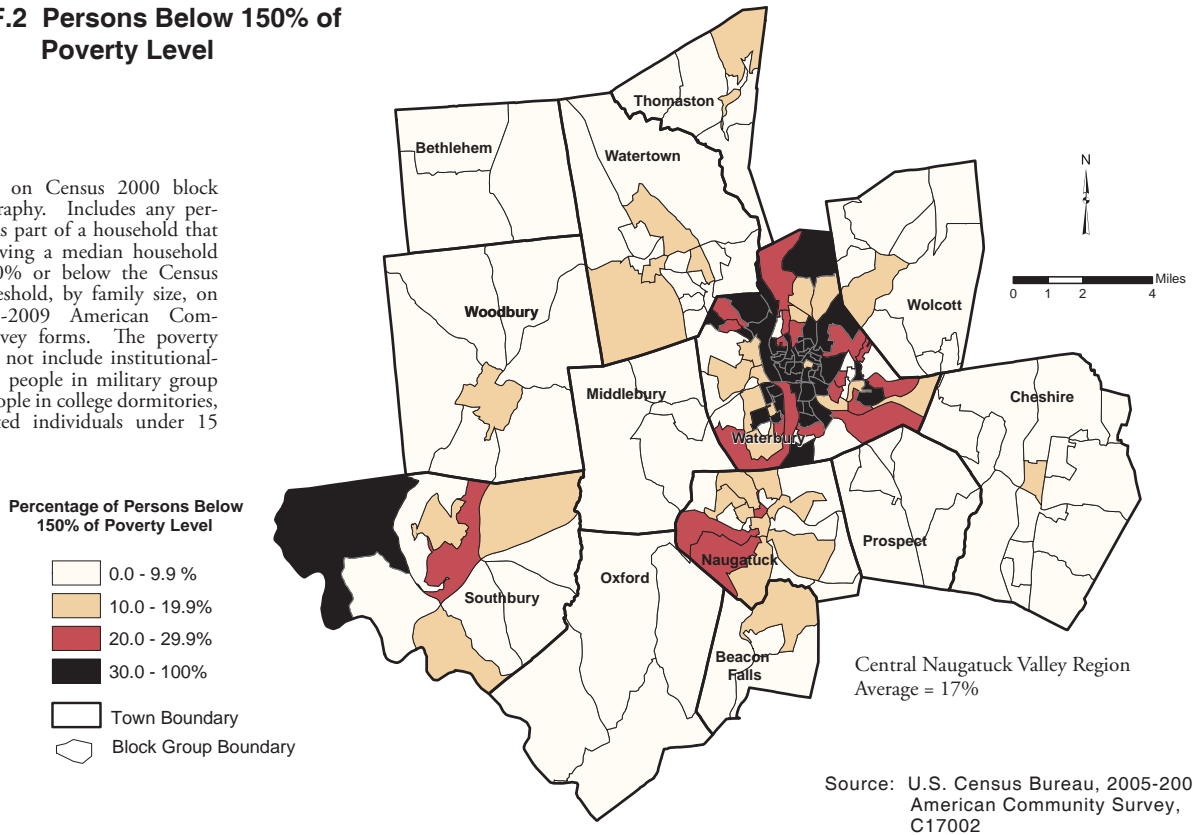 F.2 Persons Below 150% of
Poverty Level
on Census 2000 block
raphy. Includes any per-
s part of a household that
ving a median household
0% or below the Census
eshold, by family size, on
-2009 American Com-
vey forms. The poverty
not include institutional-
people in military group
ople in college dormitories,
ted individuals under 15
Percentage of Persons Below
150% of Poverty Level
0.0 - 9.9 %
10.0 - 19.9%
20.0 - 29.9%
30.0 - 100%
Town Boundary
Block Group Boundary
Thomaston
Bethlehem
Watertown
Woodbury
Wolcott
Middlebury
Cheshire
Waterbury
Prospect
Naugatuck
Oxford
Southbury
Beacon
Falls
N
Miles
0 1 2 4
Central Naugatuck Valley Region
Average = 17%
Source: U.S. Census Bureau, 2005-200
American Community Survey,
C17002